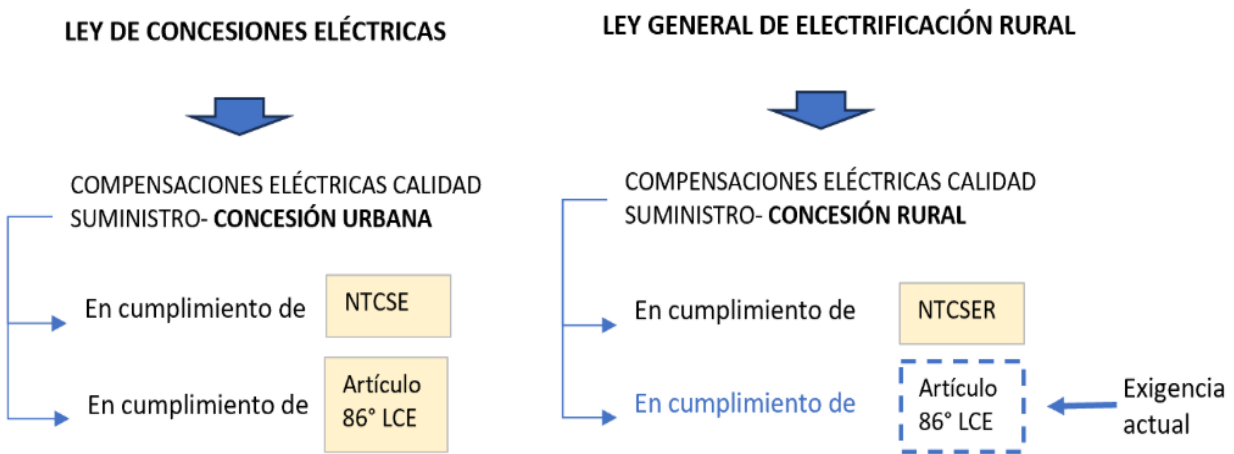 LEY DE CONCESIONES ELÉCTRICAS
COMPENSACIONES ELÉCTRICAS CALIDAD
SUMINISTRO- CONCESIÓN URBANA
En cumplimiento de
NTCSE
En cumplimiento de
Artículo
86° LCE
LEY GENERAL DE ELECTRIFICACIÓN RURAL
COMPENSACIONES ELÉCTRICAS CALIDAD
SUMINISTRO- CONCESIÓN RURAL
En cumplimiento de
NTCSER
En cumplimiento de
Artículo
86° LCE
Exigencia
actual